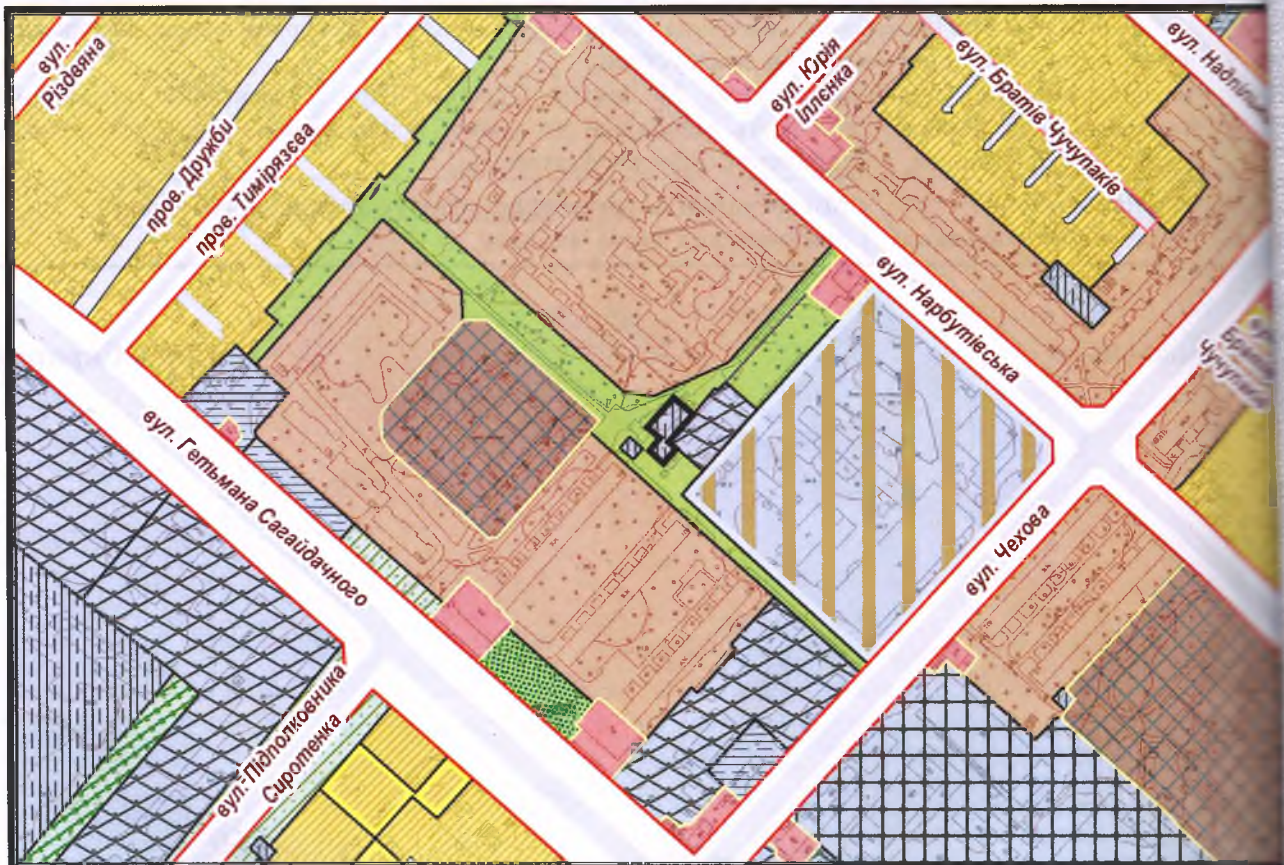 вул.
Різдвяна
пров. Дружби
пров. Тимірязєва
вул. Юрія
Іллєнка
вул. Братів Чучупаків
вул. Нарбутівська
вул. Гетьмана Сагайдачного
вул. Чехова
вул. Підполковника
Сиротенка